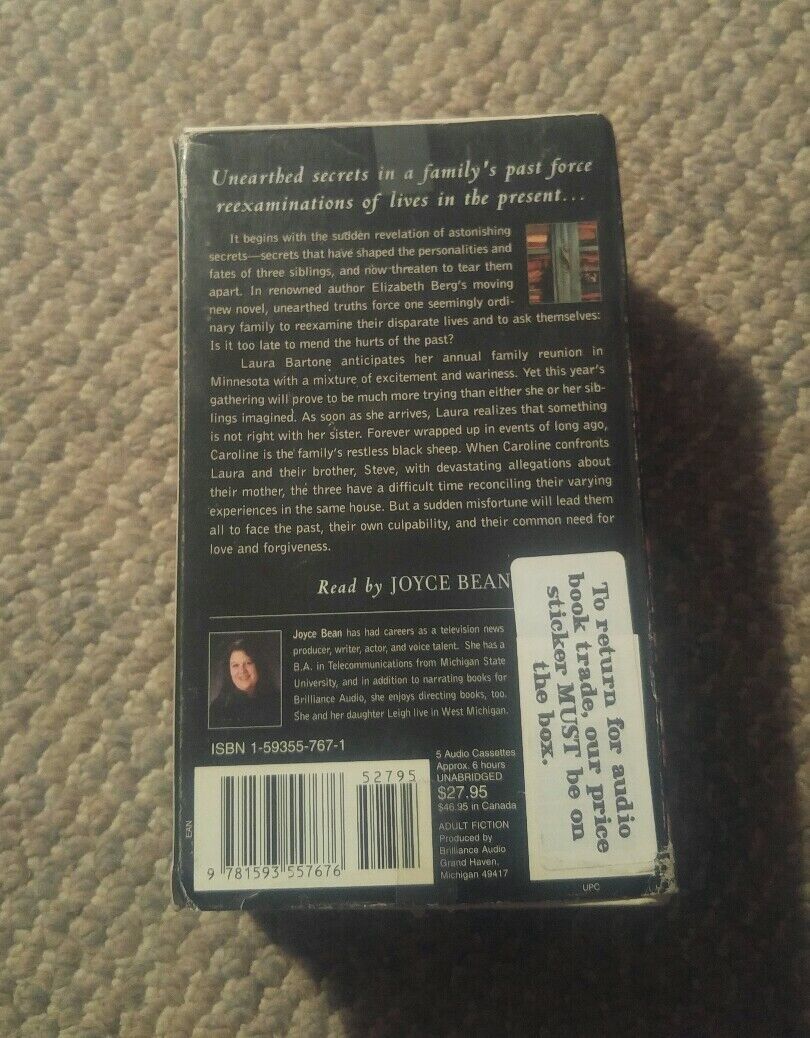 Unearthed secrets in a family's past force
reexaminations of lives in the present...
It begins with the sudden revelation of astonishing
secrets—secrets that have shaped the personalities and
fates of three siblings, and now threaten to tear them
apart. In renowned author Elizabeth Berg's moving
new novel, unearthed truths force one seemingly ordi-
nary family to reexamine their disparate lives and to ask themselves:
Is it too late to mend the hurts of the past?
Laura Bartone anticipates her annual family reunion in
Minnesota with a mixture of excitement and wariness. Yet this year's
gathering will prove to be much more trying than either she or her sib-
lings imagined. As soon as she arrives, Laura realizes that something
is not right with her sister. Forever wrapped up in events of long ago,
Caroline is the family's restless black sheep. When Caroline confronts
Laura and their brother, Steve, with devastating allegations about
their mother, the three have a difficult time reconciling their varying
experiences in the same house. But a sudden misfortune will lead them
all to face the past, their own culpability, and their common need for
love and forgiveness.
Read by JOYCE BEAN
Joyce Bean has had careers as a television news
producer, writer, actor, and voice talent. She has a
B.A. in Telecommunications from Michigan State
University, and in addition to narrating books for
Brilliance Audio, she enjoys directing books, too.
She and her daughter Leigh live in West Michigan.
ISBN 1-59355-767-1
52795
9 781593 557676
EAN
5 Audio Cassettes
Approx. 6 hours
UNABRIDGED
$27.95
$46.95 in Canada
ADULT FICTION
Produced by
Brilliance Audio
Grand Haven,
Michigan 49417
To return for audio
book trade, our price
sticker MUST be on
the box.
UPC